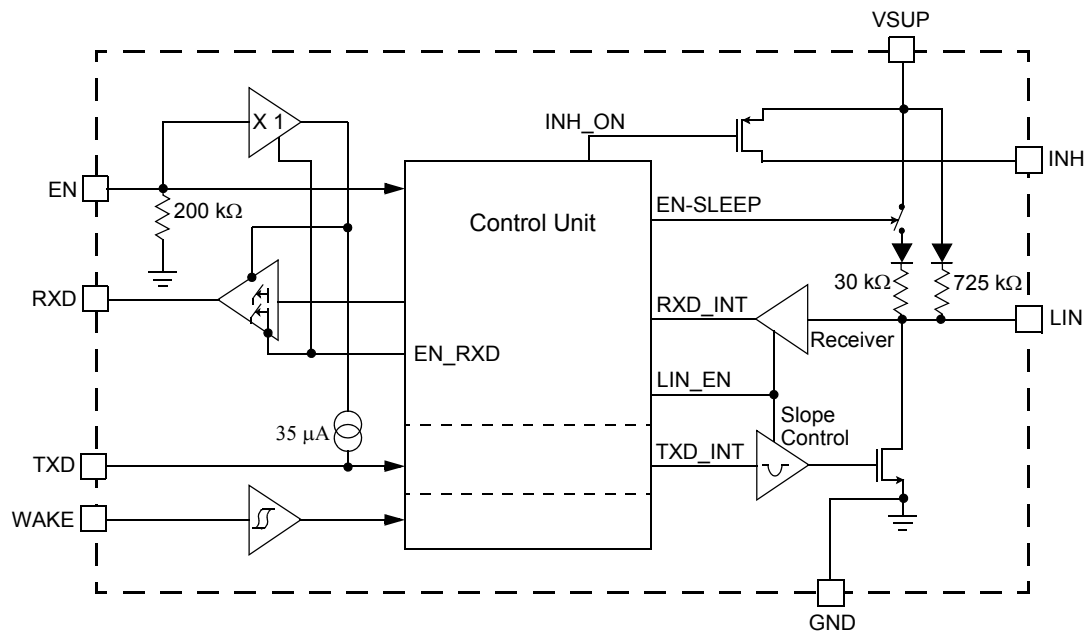 VSUP
X 1
INH_ON
INH
EN
200 kΩ
Control Unit
EN-SLEEP
RXD
30 kΩ
725 kΩ
RXD_INT
Receiver
LIN
EN_RXD
LIN_EN
35 µA
Slope
Control
TXD
TXD_INT
WAKE
GND